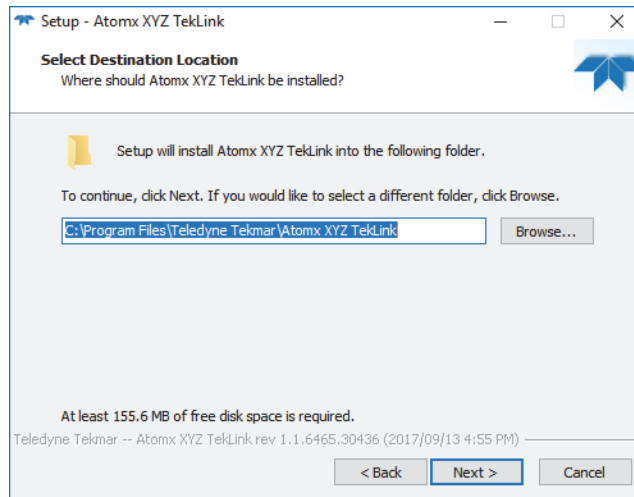 Setup - Atomx XYZ TekLink
Select Destination Location
Where should Atomx XYZ TekLink be installed?
Setup will install Atomx XYZ TekLink into the following folder.
To continue, click Next. If you would like to select a different folder, click Browse.
C:\Program Files\Teledyne Tekmar\Atomx XYZ TekLink
Browse...
At least 155.6 MB of free disk space is required.
Teledyne Tekmar -- Atomx XYZ TekLink rev 1.1.6465.30436 (2017/09/13 4:55 PM)
< Back Next > Cancel